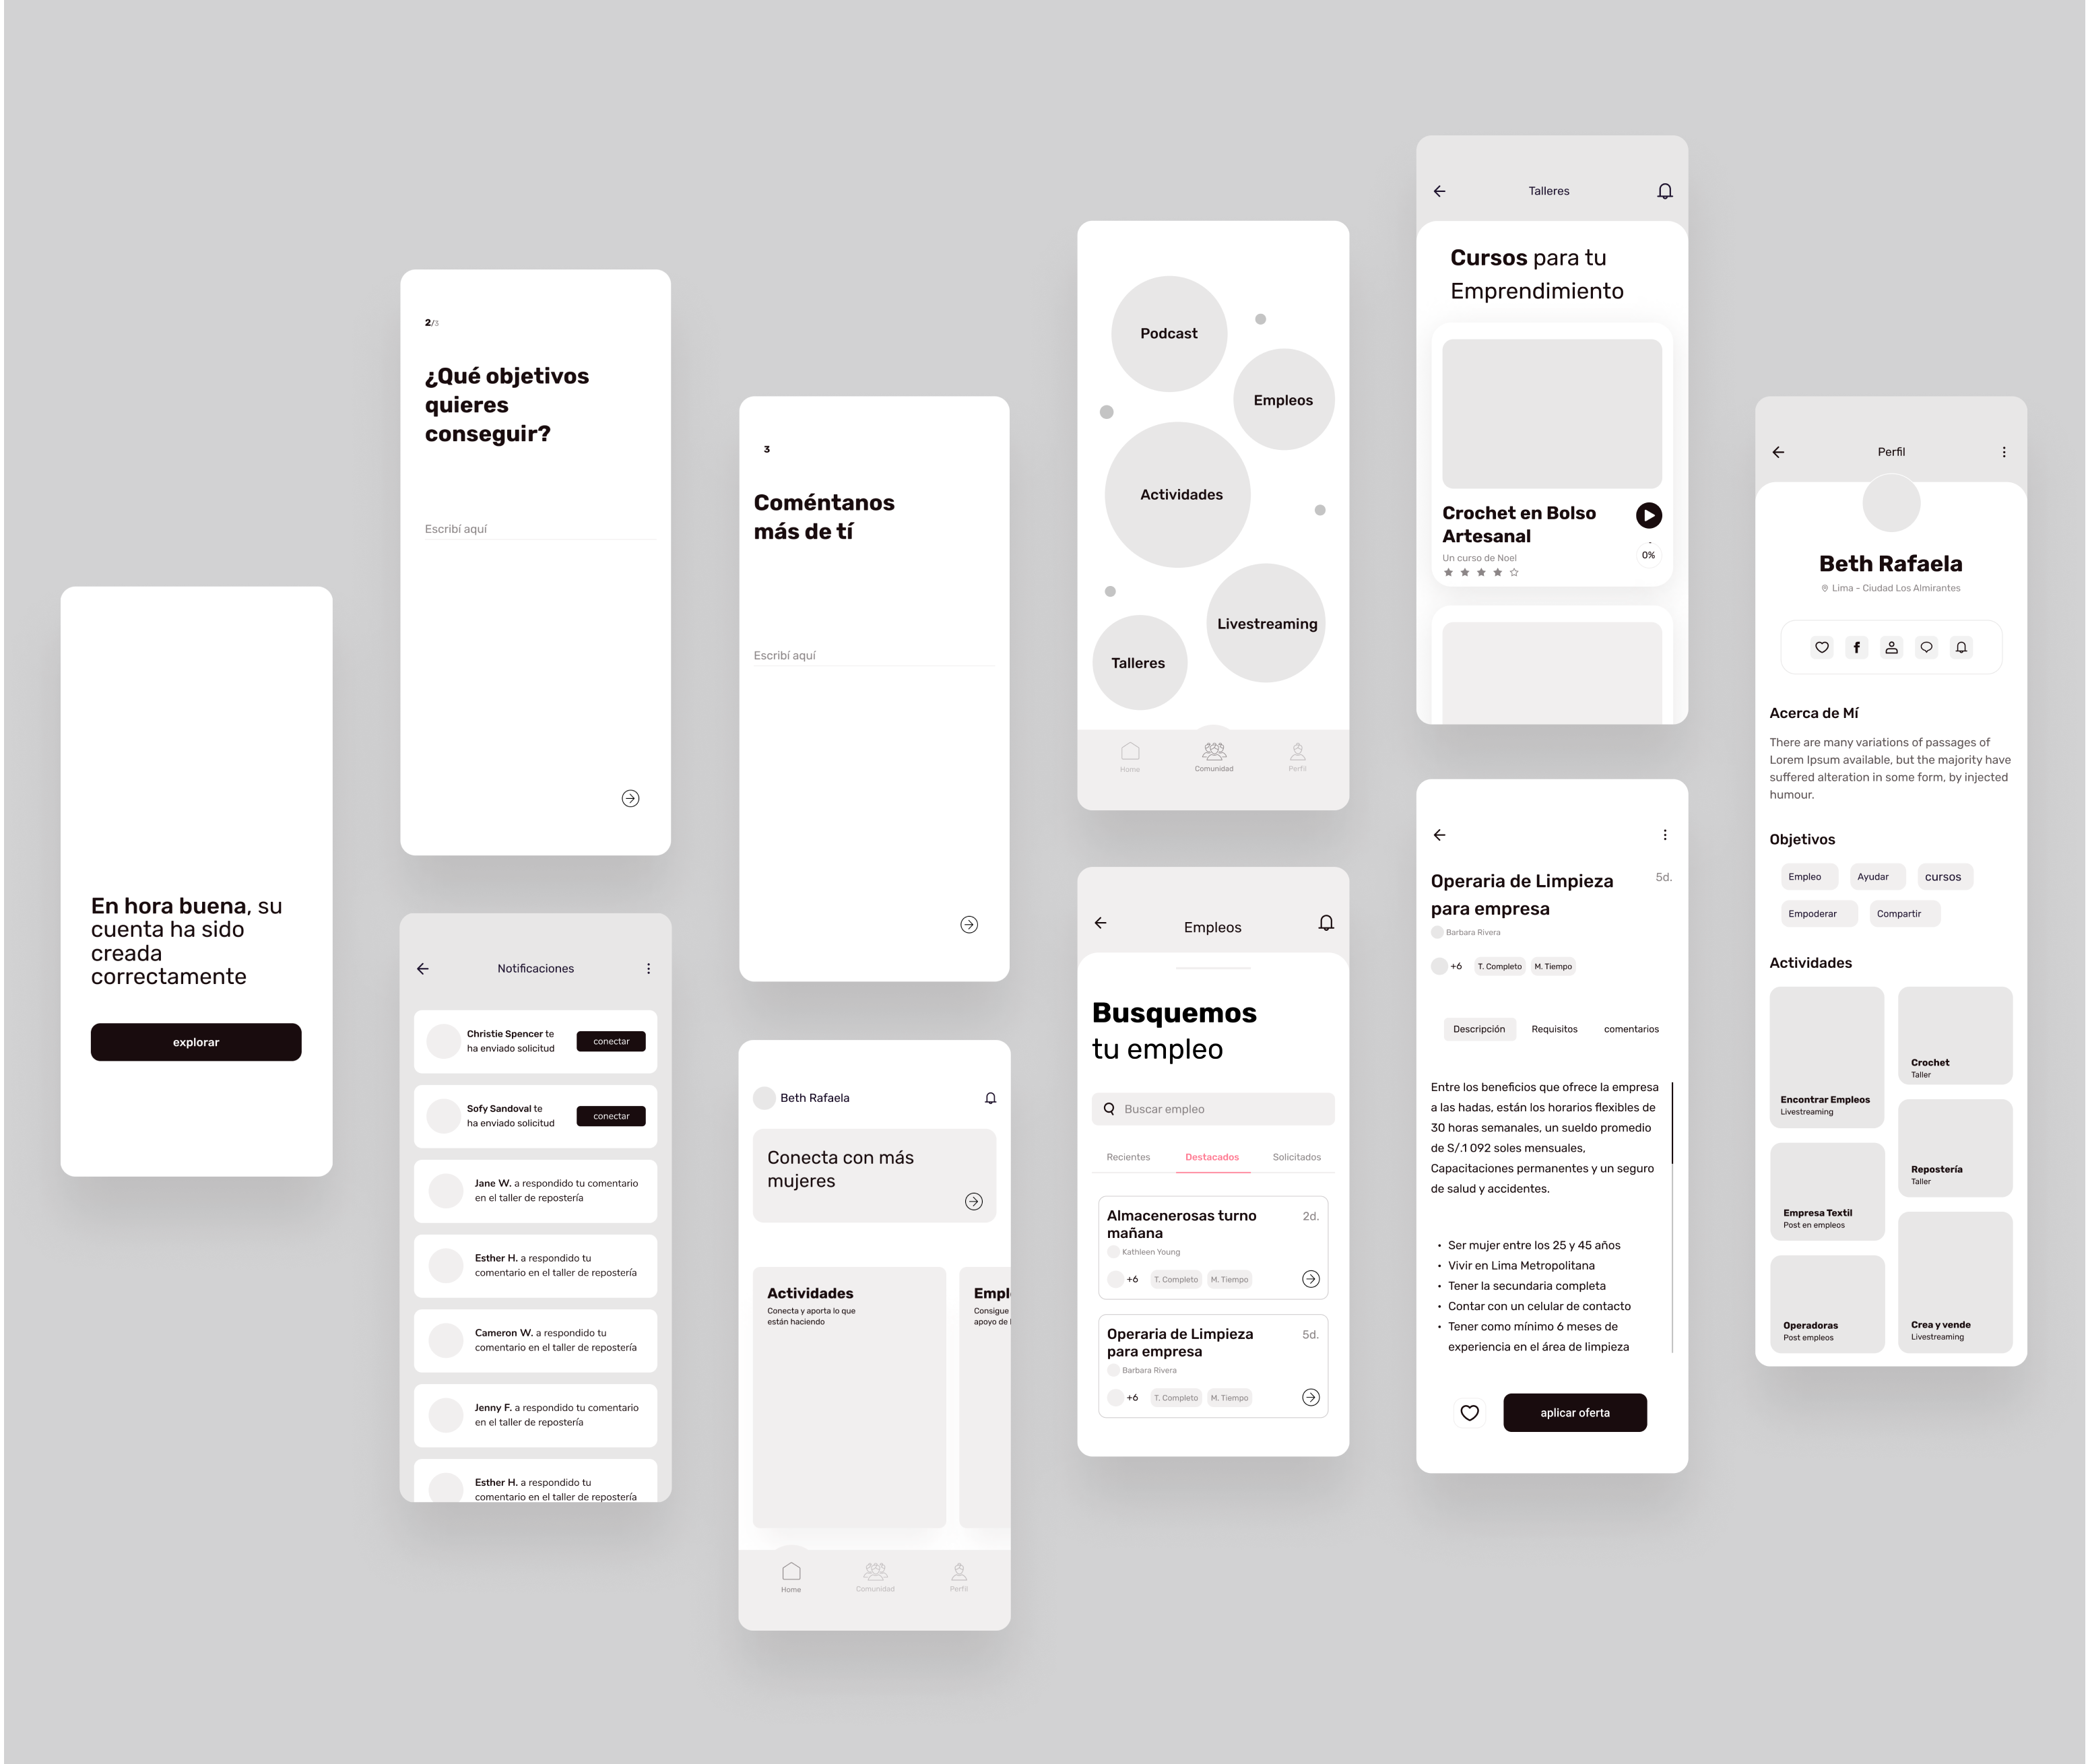 En hora buena, su
cuenta ha sido
creada
correctamente
explorar
2/3
¿Qué objetivos
quieres
conseguir?
Escribí aquí
Notificaciones
Christie Spencer te
ha enviado solicitud
conectar
Sofy Sandoval te
ha enviado solicitud
conectar
Jane W. a respondido tu comentario
en el taller de repostería
Esther H. a respondido tu
comentario en el taller de repostería
Cameron W. a respondido tu
comentario en el taller de repostería
Jenny F. a respondido tu comentario
en el taller de repostería
Esther H. a respondido tu
comentario en el taller de repostería
3
Coméntanos
más de tí
Escribí aquí
Beth Rafaela
Conecta con más
mujeres
Actividades
Conecta y aporta lo que
están haciendo
Empl
Consigue
apoyo de
Home
Comunidad
Perfil
Podcast
Empleos
Actividades
Livestreaming
Talleres
Home
Comunidad
Perfil
Empleos
Busquemos
tu empleo
Buscar empleo
Recientes
Destacados
Solicitados
Almacenerosas turno
mañana
2d.
Kathleen Young
+6
T. Completo
M. Tiempo
Operaria de Limpieza
para empresa
5d.
Barbara Rivera
+6
T. Completo
M. Tiempo
Talleres
Cursos para tu
Emprendimiento
Crochet en Bolso
Artesanal
Un curso de Noel
0%
Operaria de Limpieza
para empresa
5d.
Barbara Rivera
+6
T. Completo
M. Tiempo
Descripción
Requisitos
comentarios
Entre los beneficios que ofrece la empresa
a las hadas, están los horarios flexibles de
30 horas semanales, un sueldo promedio
de S/.1 092 soles mensuales,
Capacitaciones permanentes y un seguro
de salud y accidentes.
• Ser mujer entre los 25 y 45 años
• Vivir en Lima Metropolitana
• Tener la secundaria completa
• Contar con un celular de contacto
• Tener como mínimo 6 meses de
experiencia en el área de limpieza
aplicar oferta
Perfil
Beth Rafaela
Lima - Ciudad Los Almirantes
Acerca de Mí
There are many variations of passages of
Lorem Ipsum available, but the majority have
suffered alteration in some form, by injected
humour.
Objetivos
Empleo
Ayudar
cursos
Empoderar
Compartir
Actividades
Encontrar Empleos
Livestreaming
Crochet
Taller
Empresa Textil
Post en empleos
Repostería
Taller
Operadoras
Post empleos
Crea y vende
Livestreaming